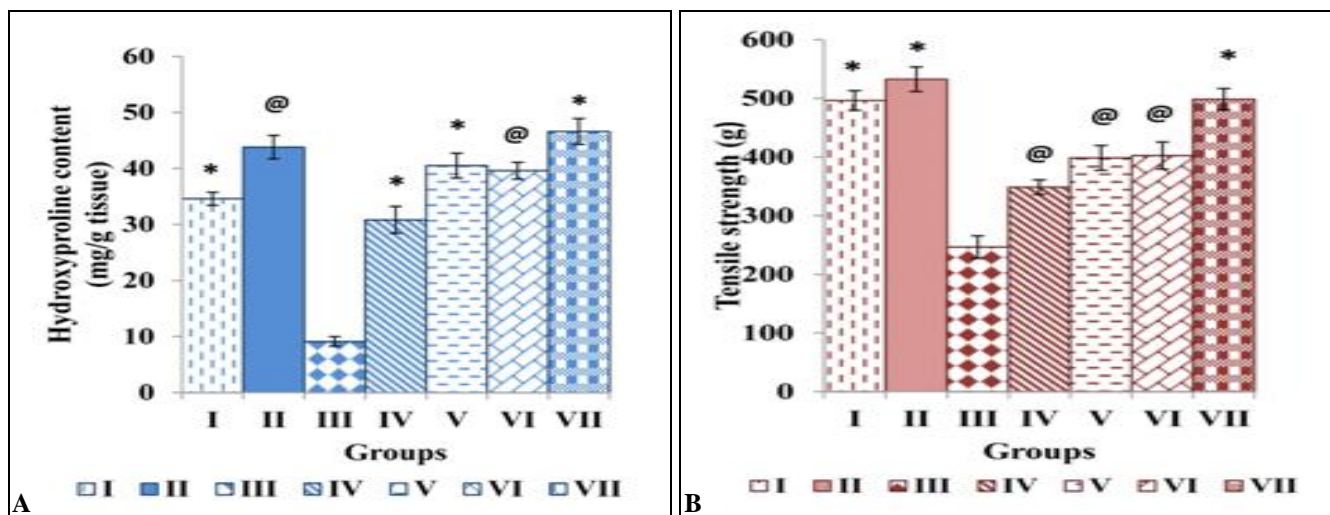 Hydroxyproline content
(mg/g tissue)
60
50
40
30
20
10
0
*
@
*
*
@
*
I II III IV V VI VII
Groups
I II III IV V VI VII
A
Tensile strength (g)
600
500
400
300
200
100
0
*
*
@
@
@
*
I II III IV V VI VII
Groups
I II III IV V VI VII
B